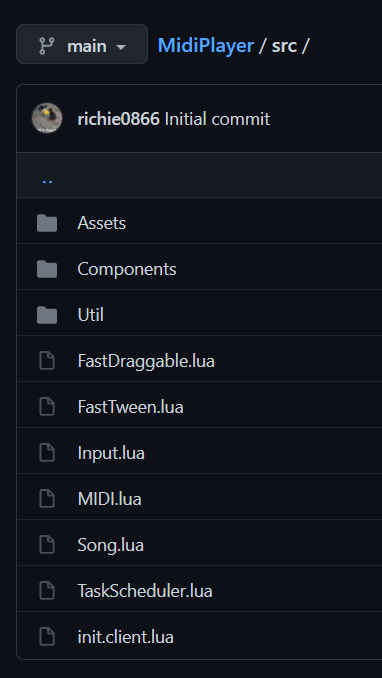 main
MidiPlayer / src /
richie0866 Initial commit
..
Assets
Components
Util
FastDraggable.lua
FastTween.lua
Input.lua
MIDI.lua
Song.lua
TaskScheduler.lua
init.client.lua